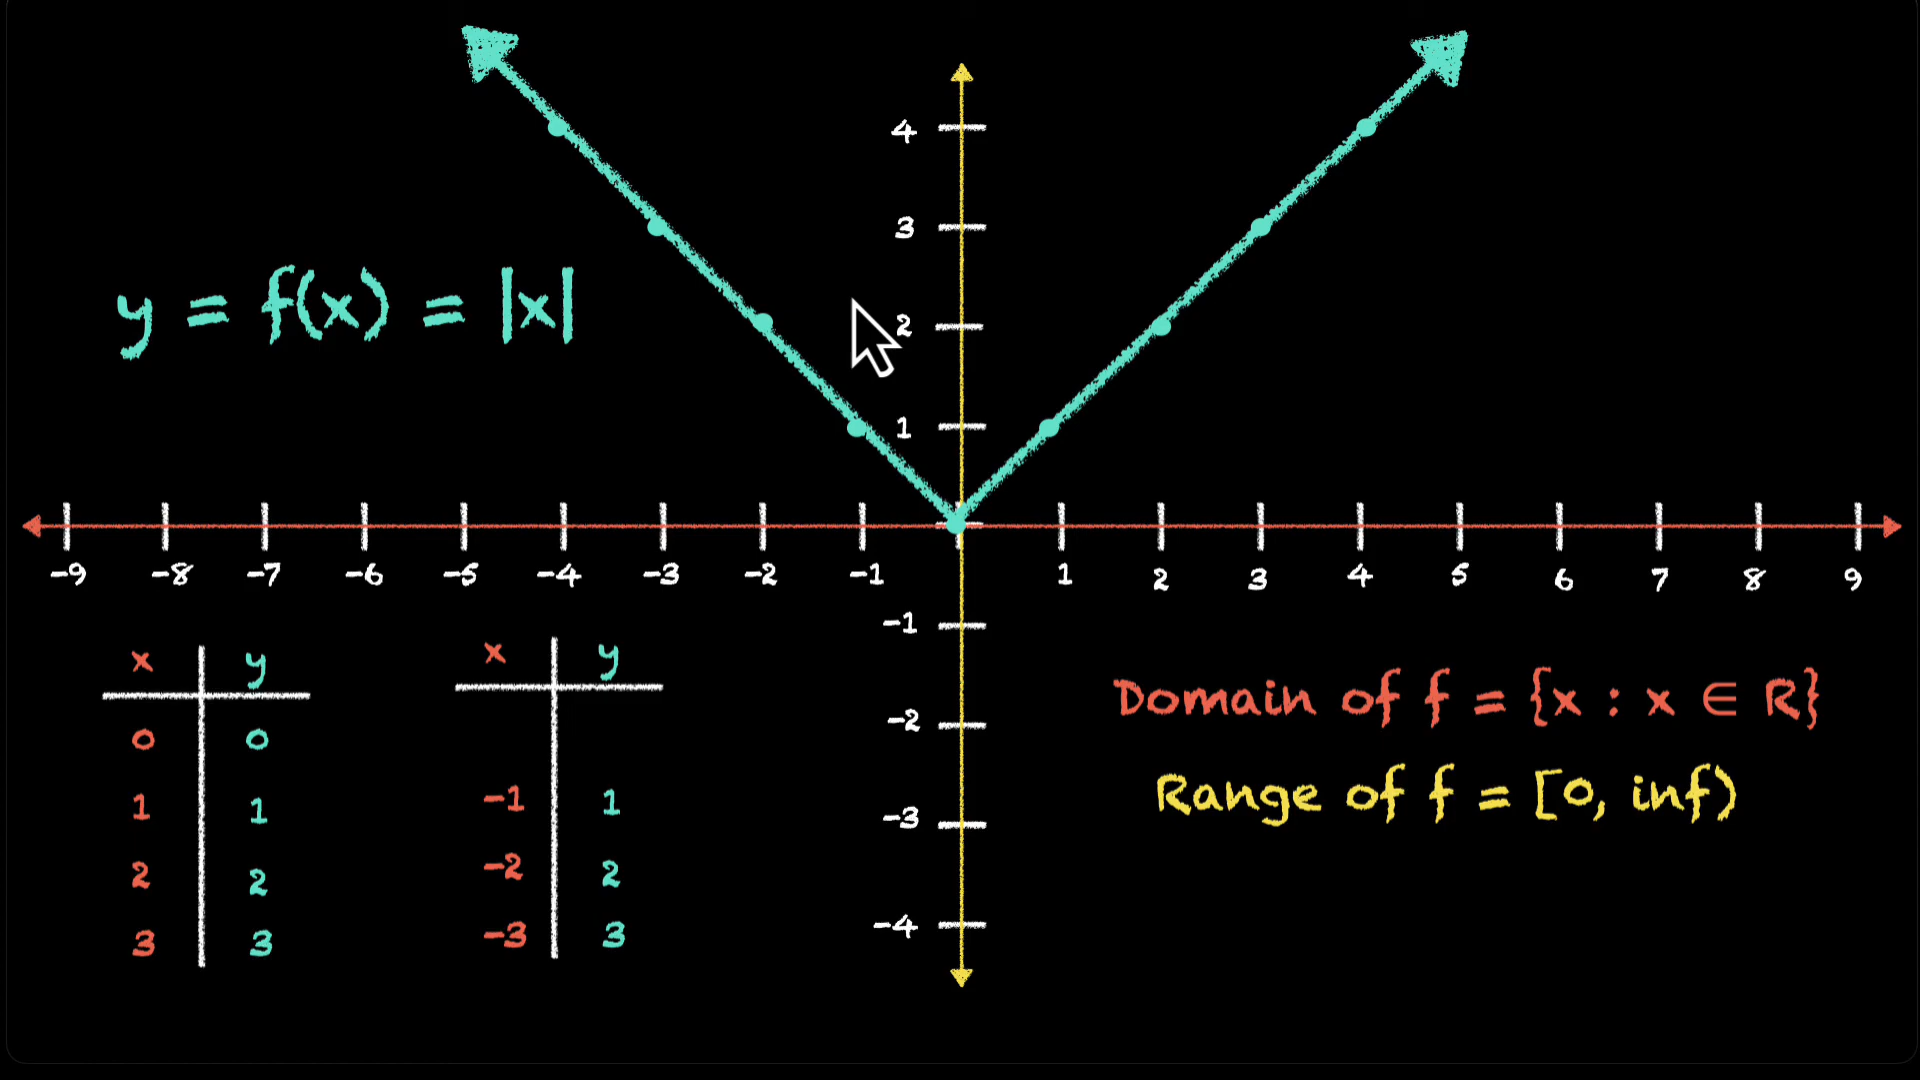 4
3
y = f(x) = |x|
2
1
-9 -8 -7 -6 -5 -4 -3 -2 -1 1 2 3 4 5 6 7 8 9
-1
-2
-3
-4
x y
0 0
1 1
2 2
3 3
x y
-1 1
-2 2
-3 3
Domain of f = {x : x ∈ R}
Range of f = [0, inf)